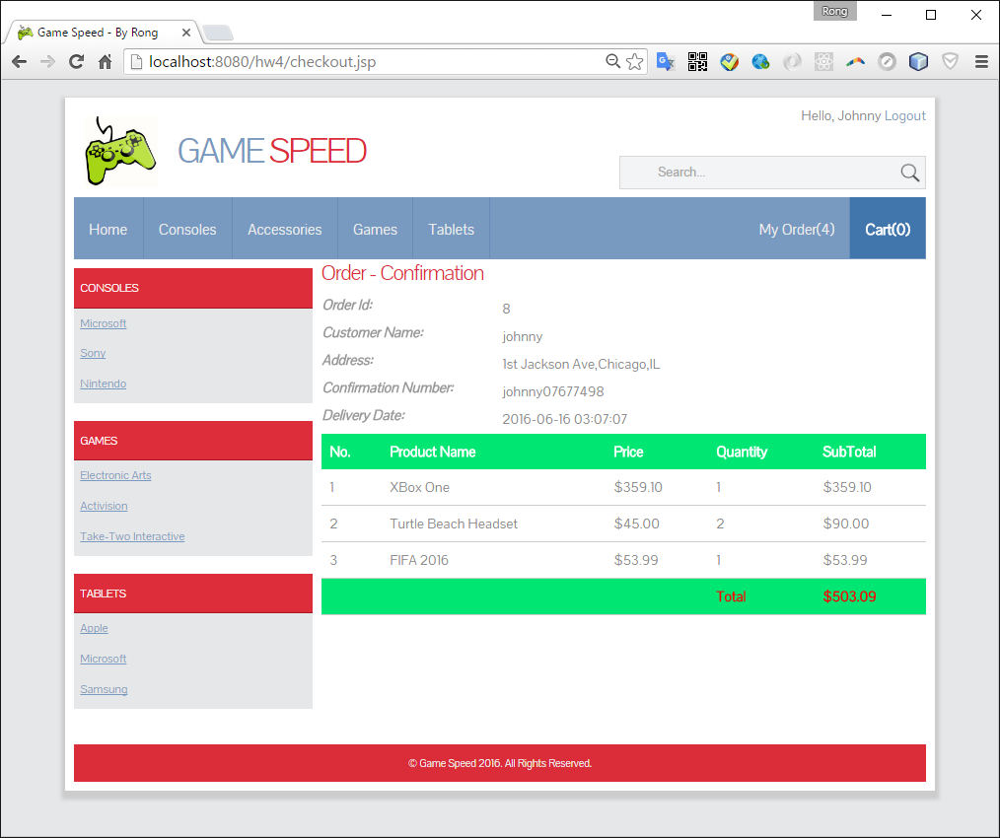 Rong
Game Speed - By Rong
localhost:8080/hw4/checkout.jsp
Hello, Johnny Logout
GAME SPEED
Search...
Home Consoles Accessories Games Tablets My Order(4) Cart(0)
CONSOLES
Microsoft
Sony
Nintendo
GAMES
Electronic Arts
Activision
Take-Two Interactive
TABLETS
Apple
Microsoft
Samsung
Order - Confirmation
Order Id: 8
Customer Name: johnny
Address: 1st Jackson Ave,Chicago,IL
Confirmation Number: johnny07677498
Delivery Date: 2016-06-16 03:07:07
No. Product Name Price Quantity SubTotal
1 XBox One $359.10 1 $359.10
2 Turtle Beach Headset $45.00 2 $90.00
3 FIFA 2016 $53.99 1 $53.99
Total $503.09
© Game Speed 2016. All Rights Reserved.